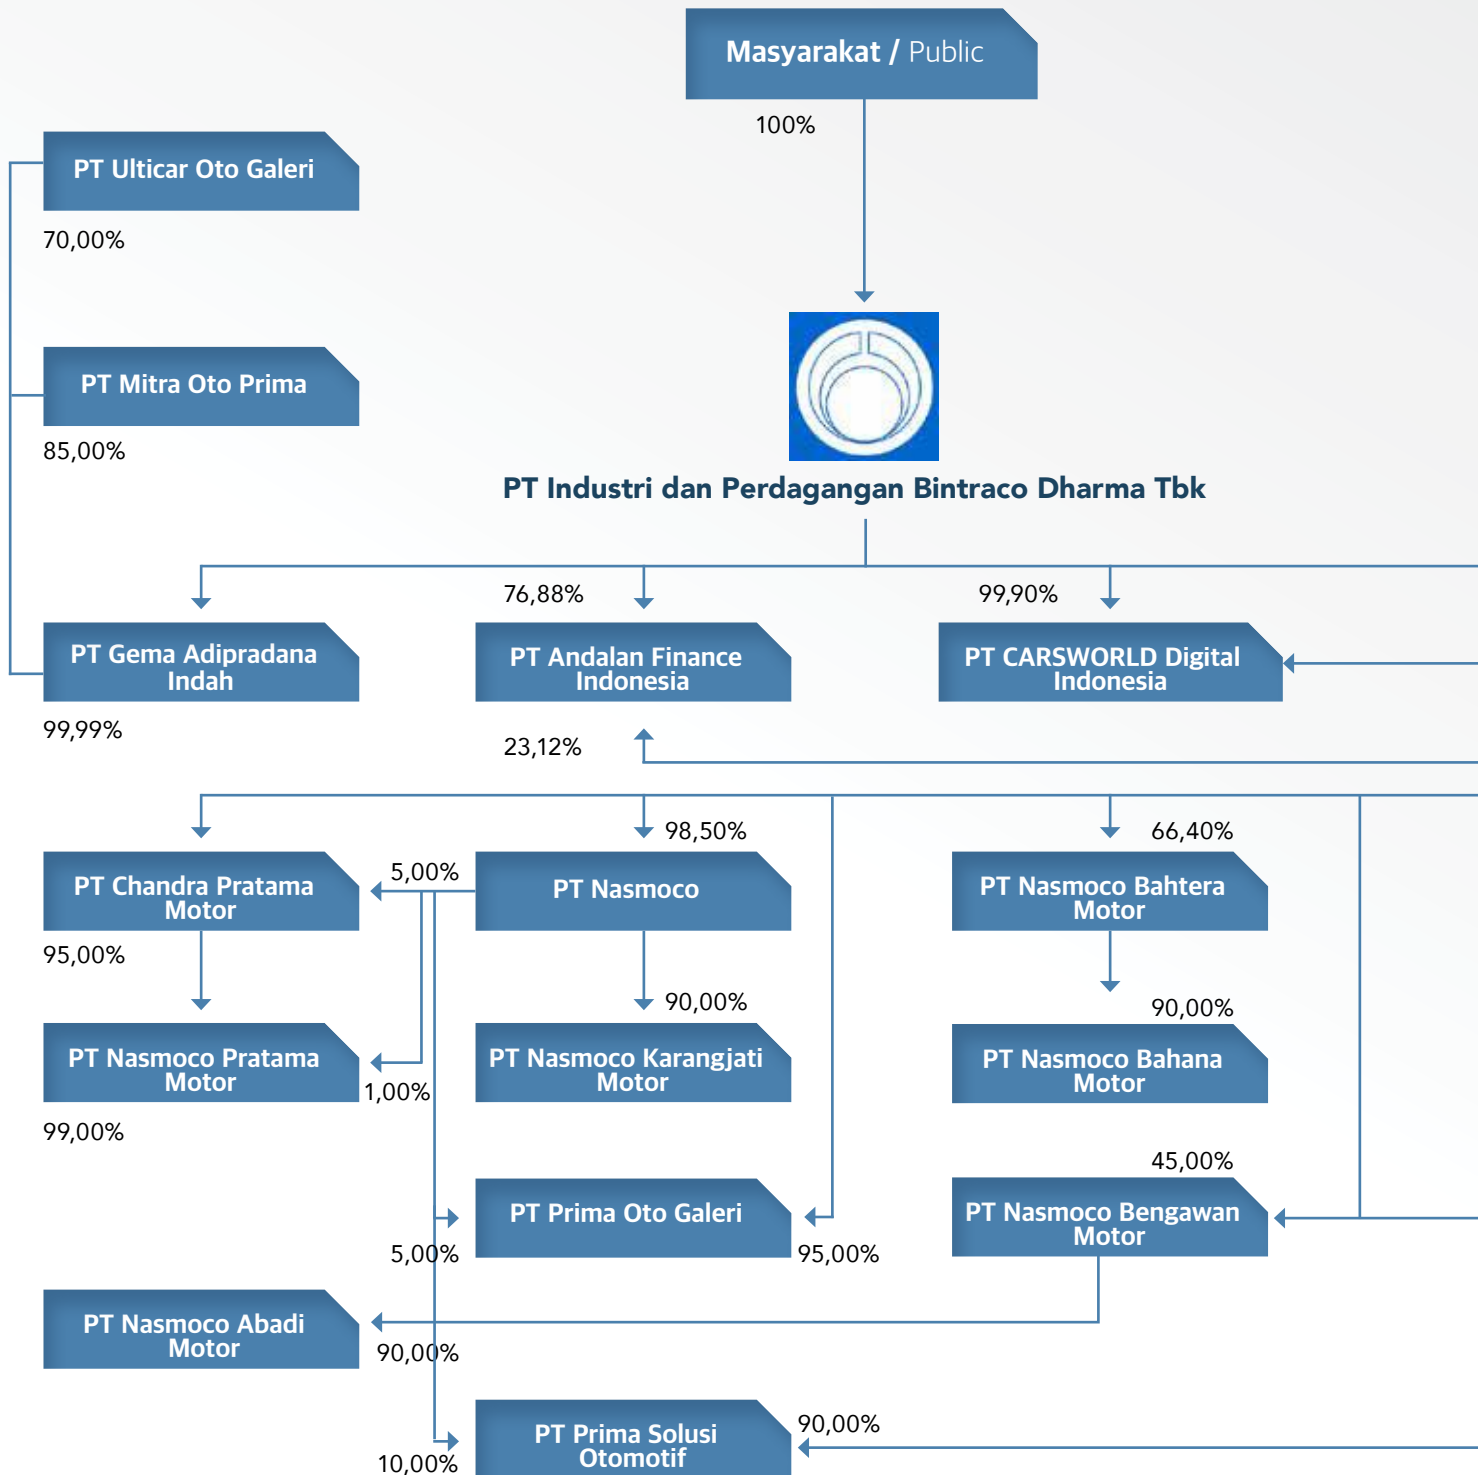 Masyarakat / Public
100%
PT Ulticar Oto Galeri
70,00%
PT Mitra Oto Prima
85,00%
PT Industri dan Perdagangan Bintraco Dharma Tbk
76,88%
99,90%
PT Gema Adipradana
Indah
PT Andalan Finance
Indonesia
PT CARSWORLD Digital
Indonesia
99,99%
23,12%
98,50%
66,40%
PT Chandra Pratama
Motor
5,00%
PT Nasmoco
PT Nasmoco Bahtera
Motor
95,00%
90,00%
90,00%
PT Nasmoco Pratama
Motor
1,00%
PT Nasmoco Karangjati
Motor
PT Nasmoco Bahana
Motor
99,00%
45,00%
PT Prima Oto Galeri
PT Nasmoco Bengawan
Motor
5,00%
95,00%
PT Nasmoco Abadi
Motor
90,00%
PT Prima Solusi
Otomotif
90,00%
10,00%